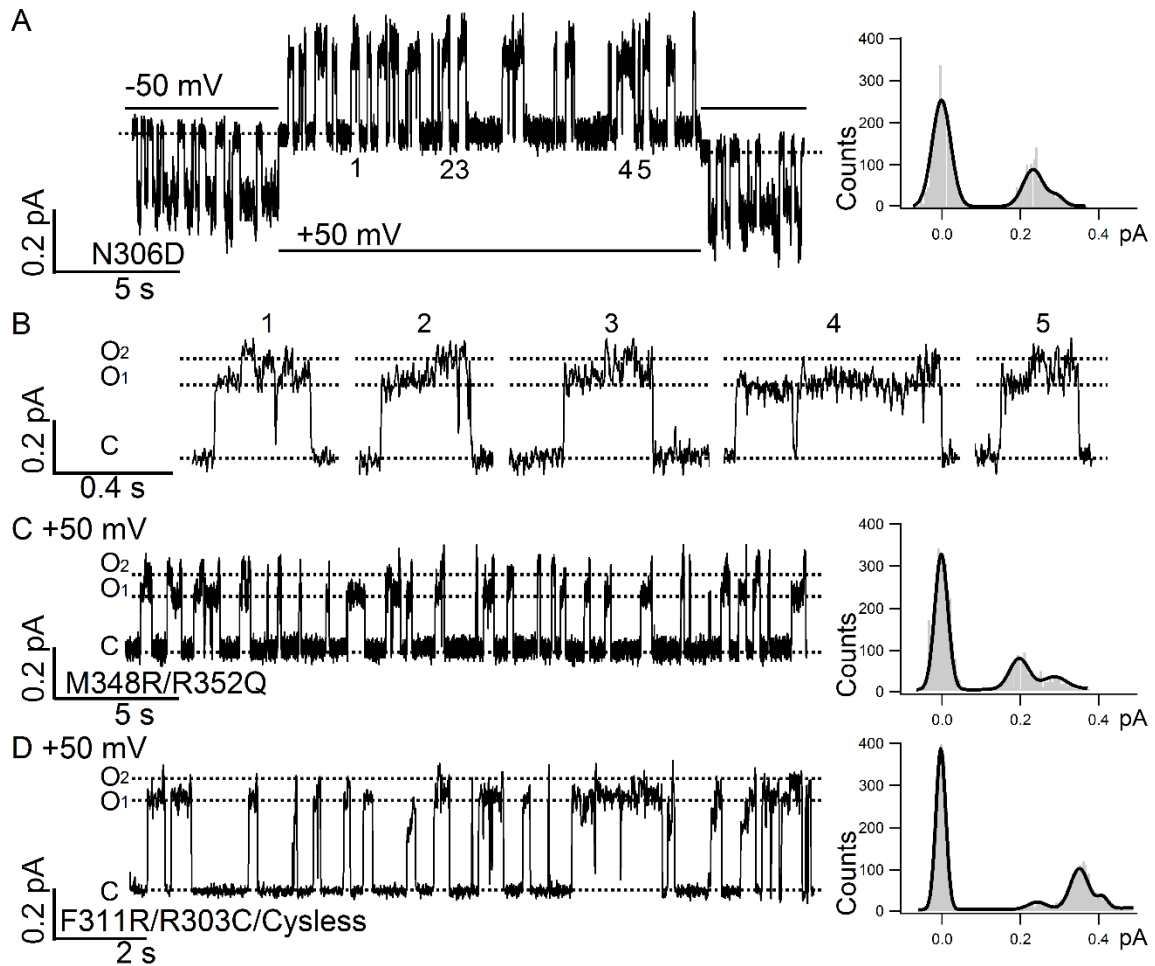 A
-50 mV
1 23 4 5
+50 mV
0.2 pA
N306D
5 s
400
300
200
100
0
Counts
0.0 0.2 0.4 pA
B
1 2 3 4 5
O2
O1
C
0.2 pA
0.4 s
C +50 mV
O2
O1
C
0.2 pA
M348R/R352Q
5 s
400
300
200
100
0
Counts
0.0 0.2 0.4 pA
D +50 mV
O2
O1
C
0.2 pA
F311R/R303C/Cysless
2 s
400
300
200
100
0
Counts
0.0 0.2 0.4 pA